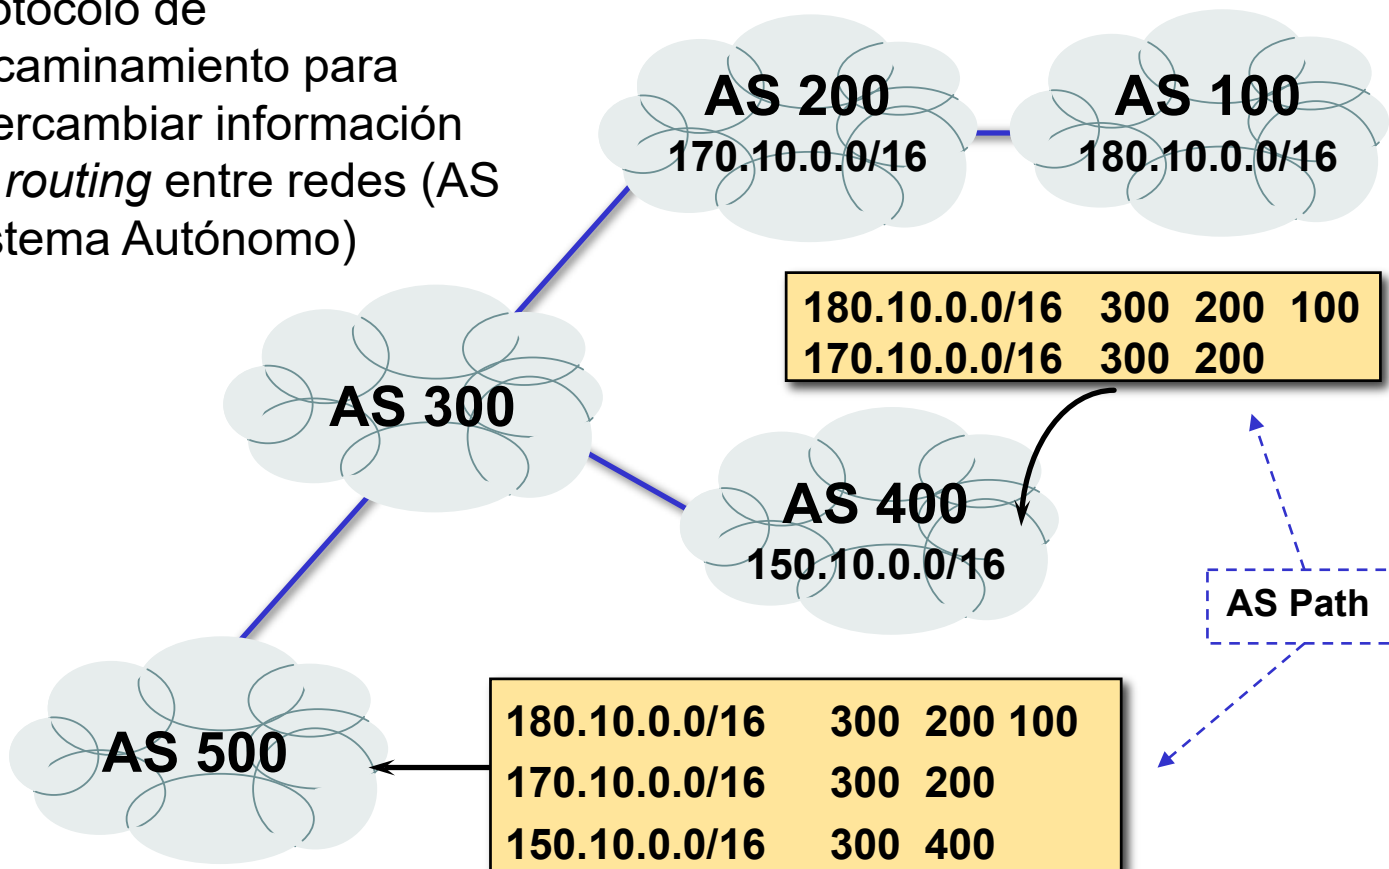 otocolo de
caminamiento para
ercambiar información
routing entre redes (AS
stema Autónomo)
AS 200
170.10.0.0/16
AS 100
180.10.0.0/16
180.10.0.0/16 300 200 100
170.10.0.0/16 300 200
AS 300
AS 400
150.10.0.0/16
AS Path
AS 500
180.10.0.0/16 300 200 100
170.10.0.0/16 300 200
150.10.0.0/16 300 400